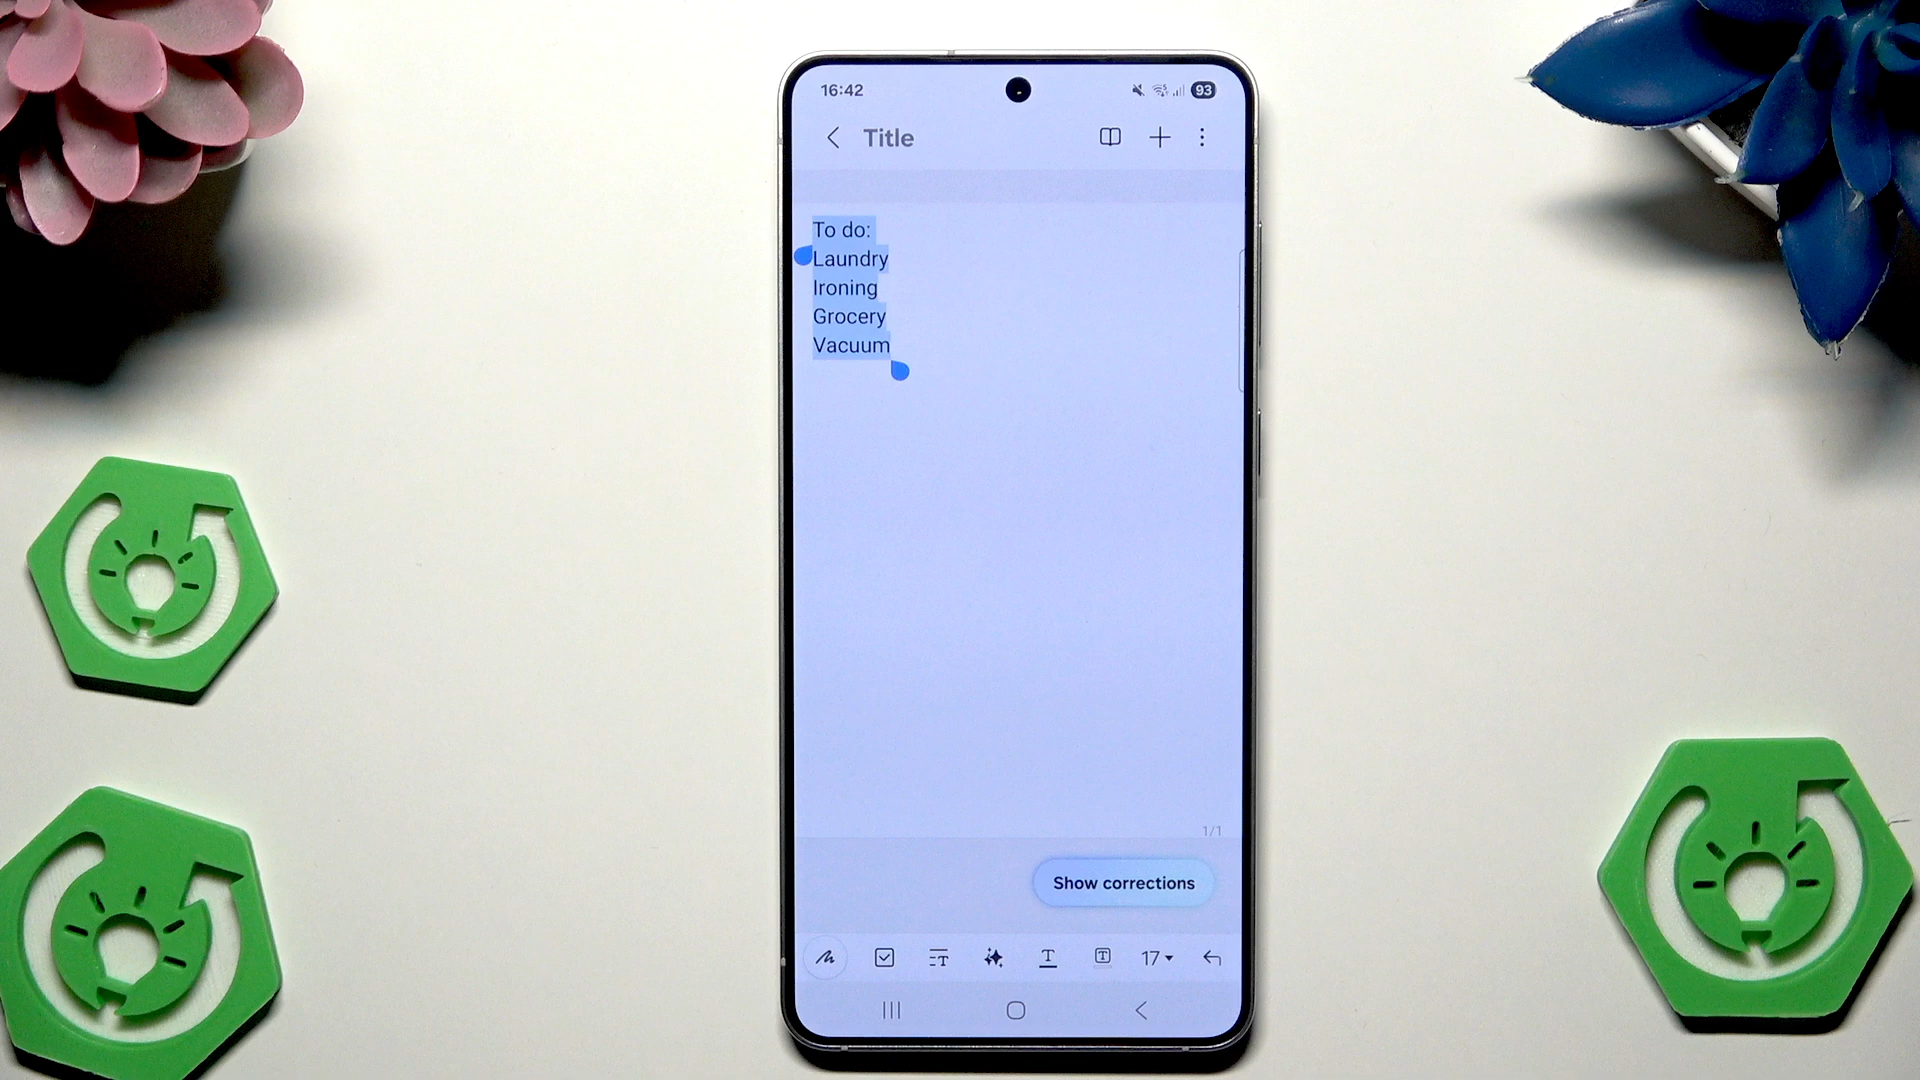 16:42
93
Title
To do:
Laundry
Ironing
Grocery
Vacuum
1/1
Show corrections
17